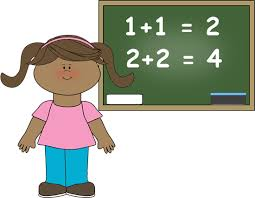 1+1 = 2
2+2 = 4